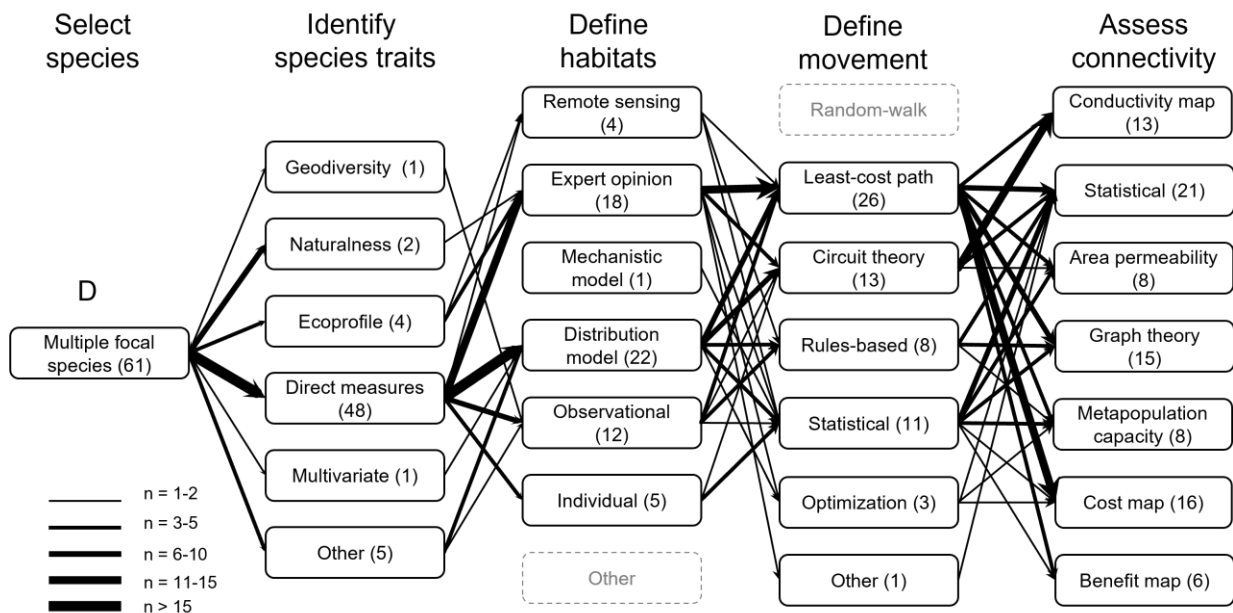 Select
species
Identify
species traits
Define
habitats
Define
movement
Assess
connectivity
D
Multiple focal
species (61)
Geodiversity (1)
Naturalness (2)
Ecoprofile (4)
Direct measures
(48)
Multivariate (1)
Other (5)
Remote sensing
(4)
Expert opinion
(18)
Mechanistic
model (1)
Distribution
model (22)
Observational
(12)
Individual (5)
Other
Random-walk
Least-cost path
(26)
Circuit theory
(13)
Rules-based (8)
Statistical (11)
Optimization (3)
Other (1)
Conductivity map
(13)
Statistical (21)
Area permeability
(8)
Graph theory
(15)
Metapopulation
capacity (8)
Cost map (16)
Benefit map (6)
n = 1-2
n = 3-5
n = 6-10
n = 11-15
n > 15